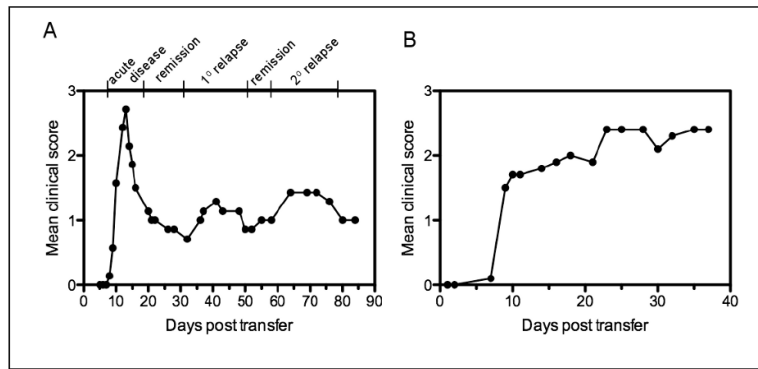 A
acute disease
remission
1° relapse
remission
2° relapse
3
2
1
0
Mean clinical score
0 10 20 30 40 50 60 70 80 90
Days post transfer
B
3
2
1
0
Mean clinical score
10 20 30 40
Days post transfer